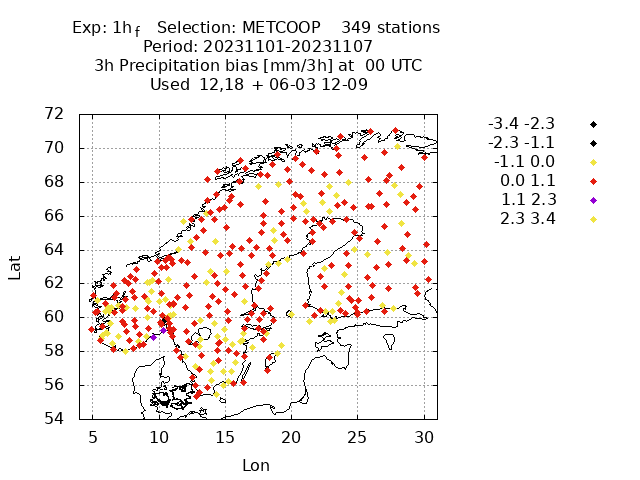 Exp: 1h f Selection: METCOOP 349 stations
Period: 20231101-20231107
3h Precipitation bias [mm/3h] at 00 UTC
Used 12,18 + 06-03 12-09
72
70
68
66
64
62
60
58
56
54
Lat
5 10 15 20 25 30
Lon
-3.4 -2.3
-2.3 -1.1
-1.1 0.0
0.0 1.1
1.1 2.3
2.3 3.4